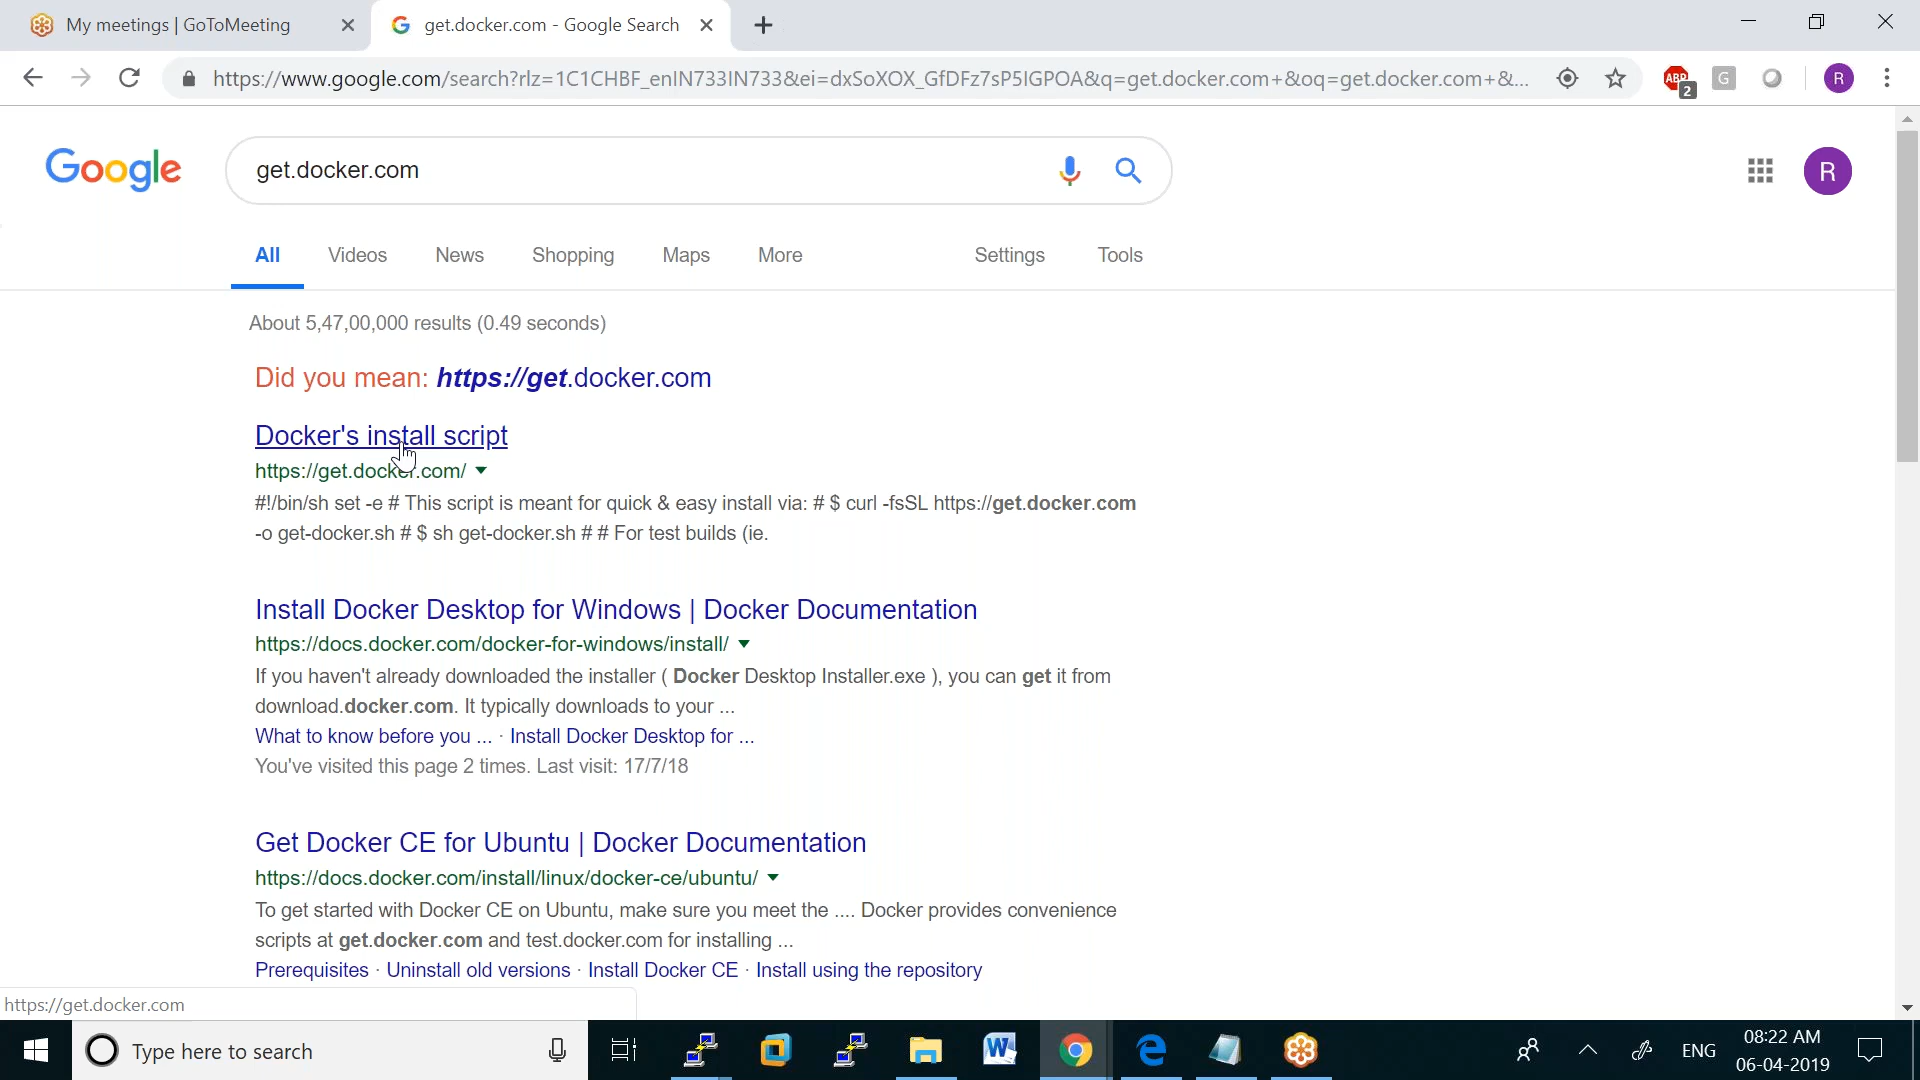 My meetings | GoToMeeting
get.docker.com - Google Search
https://www.google.com/search?rlz=1C1CHBF_enIN733IN733&ei=dxSoXOX_GfDFz7sP5IGPOA&q=get.docker.com+&oq=get.docker.com+&...
ABP
2
G
R
Google
get.docker.com
R
All
Videos
News
Shopping
Maps
More
Settings
Tools
About 5,47,00,000 results (0.49 seconds)
Did you mean: https://get.docker.com
Docker's install script
https://get.docker.com/
#!/bin/sh set -e # This script is meant for quick & easy install via: # $ curl -fsSL https://get.docker.com
-o get-docker.sh # $ sh get-docker.sh # # For test builds (ie.
Install Docker Desktop for Windows | Docker Documentation
https://docs.docker.com/docker-for-windows/install/
If you haven't already downloaded the installer ( Docker Desktop Installer.exe ), you can get it from
download.docker.com. It typically downloads to your ...
What to know before you ... · Install Docker Desktop for ...
You've visited this page 2 times. Last visit: 17/7/18
Get Docker CE for Ubuntu | Docker Documentation
https://docs.docker.com/install/linux/docker-ce/ubuntu/
To get started with Docker CE on Ubuntu, make sure you meet the .... Docker provides convenience
scripts at get.docker.com and test.docker.com for installing ...
Prerequisites · Uninstall old versions · Install Docker CE · Install using the repository
https://get.docker.com
Type here to search
W
ENG
08:22 AM
06-04-2019